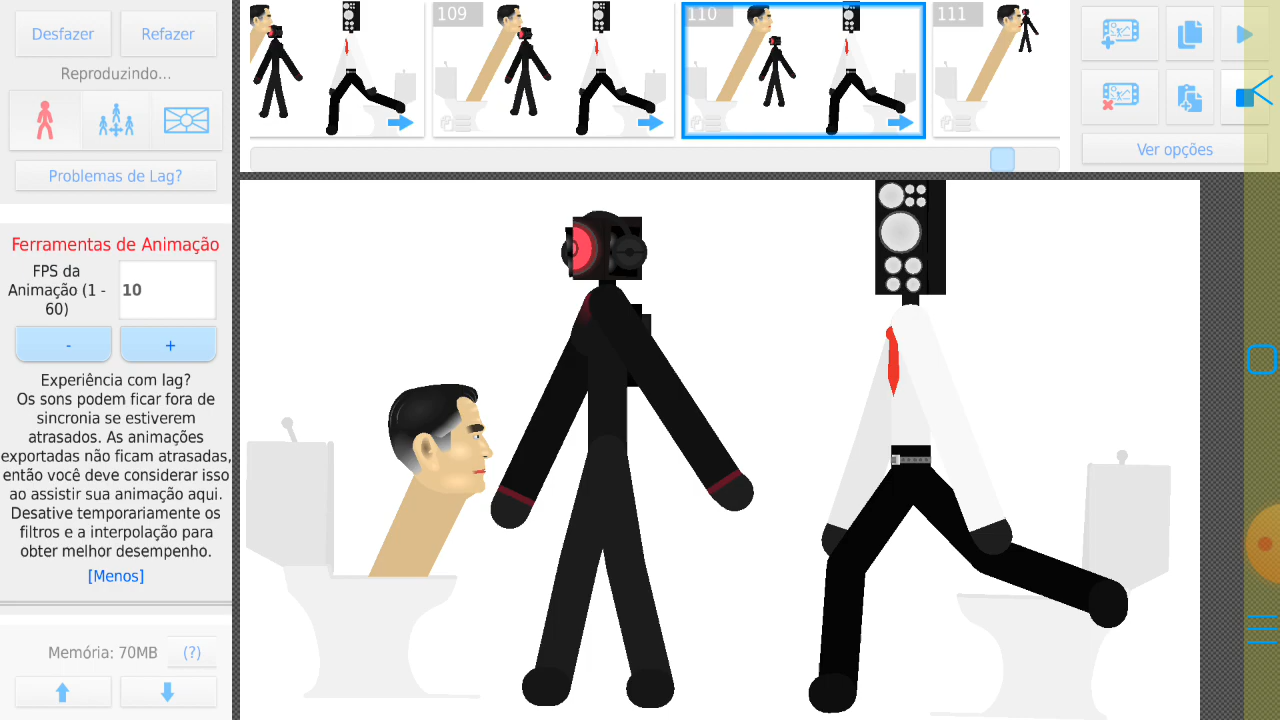 Desfazer
Refazer
Reproduzindo...
Problemas de Lag?
Ferramentas de Animação
FPS da
Animação (1 -
60)
10
-
+
Experiência com lag?
Os sons podem ficar fora de
sincronia se estiverem
atrasados. As animações
exportadas não ficam atrasadas,
então você deve considerar isso
ao assistir sua animação aqui.
Desative temporariamente os
filtros e a interpolação para
obter melhor desempenho.
[Menos]
Memória: 70MB
(?)
109
110
111
Ver opções